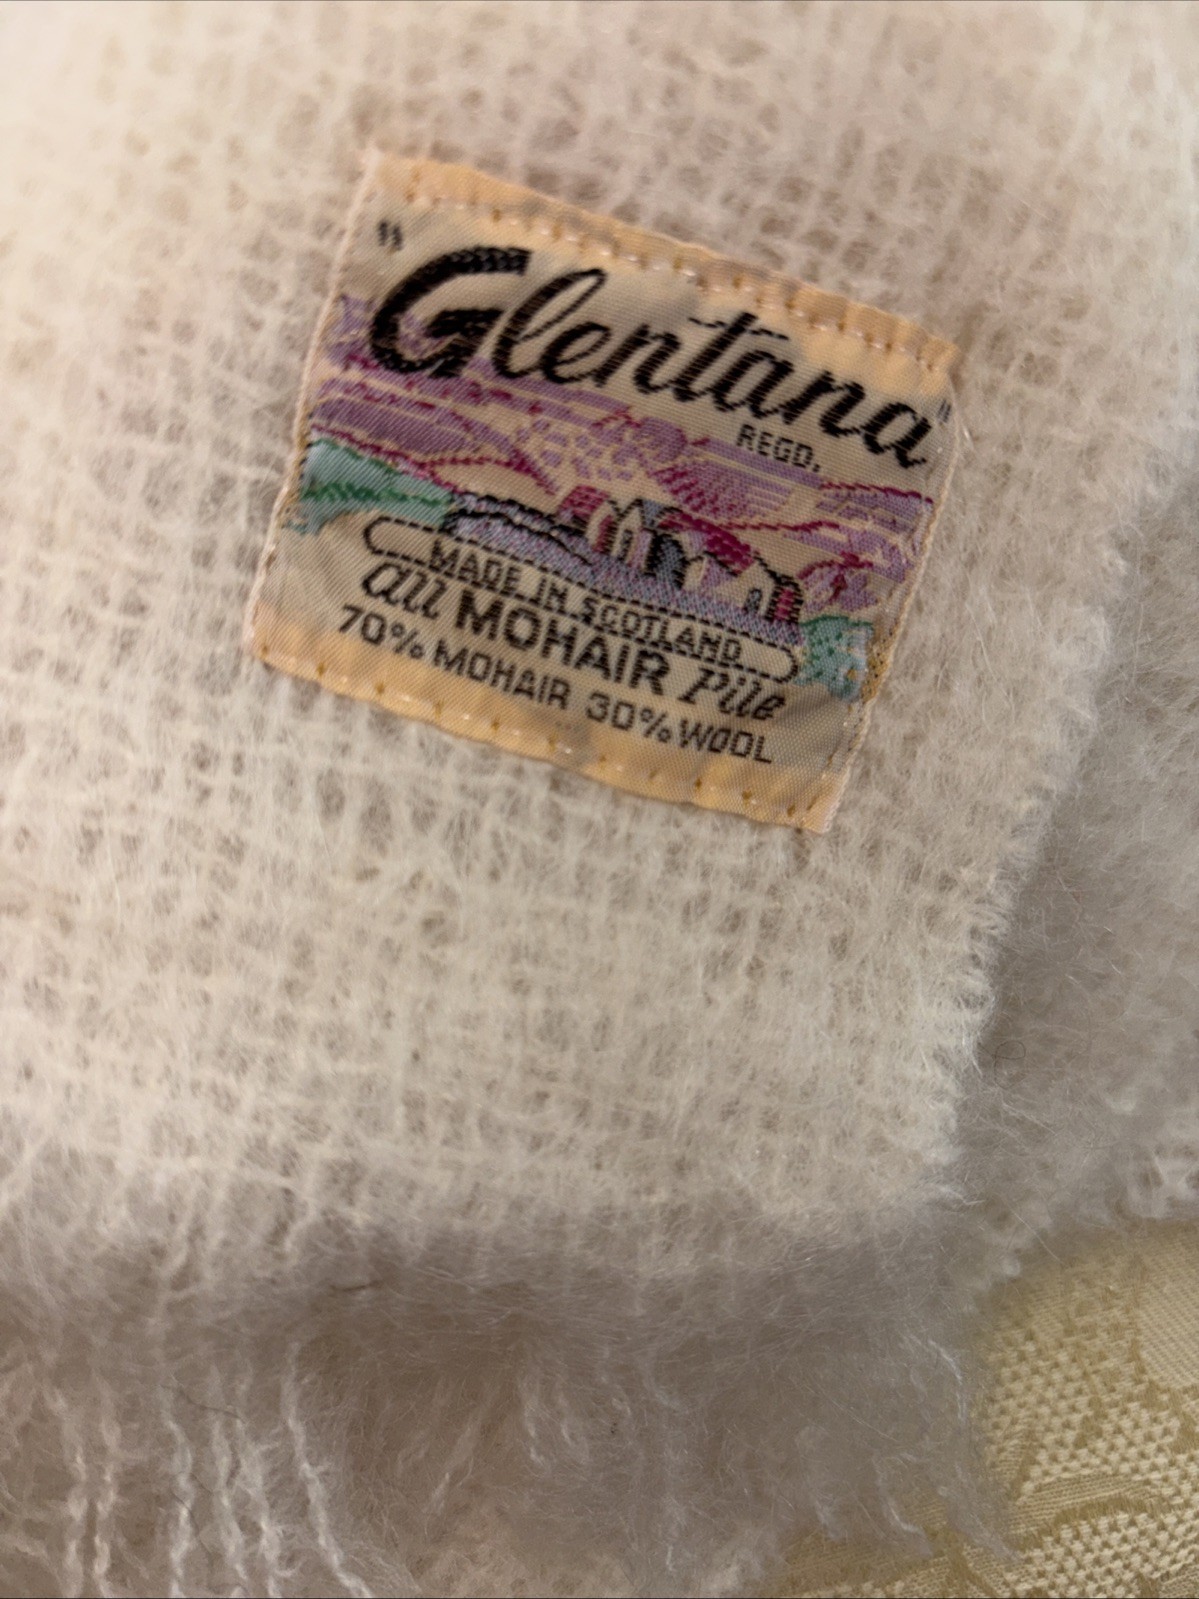 "Glentana"
REGD.
MADE IN SCOTLAND
all MOHAIR Pile
70% MOHAIR 30% WOOL